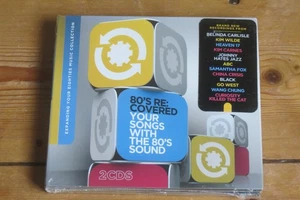 EXPANDING YOUR EIGHTIES MUSIC COLLECTION
80'S RE:
COVERED
YOUR
SONGS
WITH
THE 80'S
SOUND
2CDS
BRAND NEW
RECORDINGS FROM
BELINDA CARLISLE
KIM WILDE
HEAVEN 17
KIM CARNES
JOHNNY
HATES JAZZ
ABC
SAMANTHA FOX
CHINA CRISIS
BLACK
GO WEST
WANG CHUNG
CURIOSITY
KILLED THE CAT